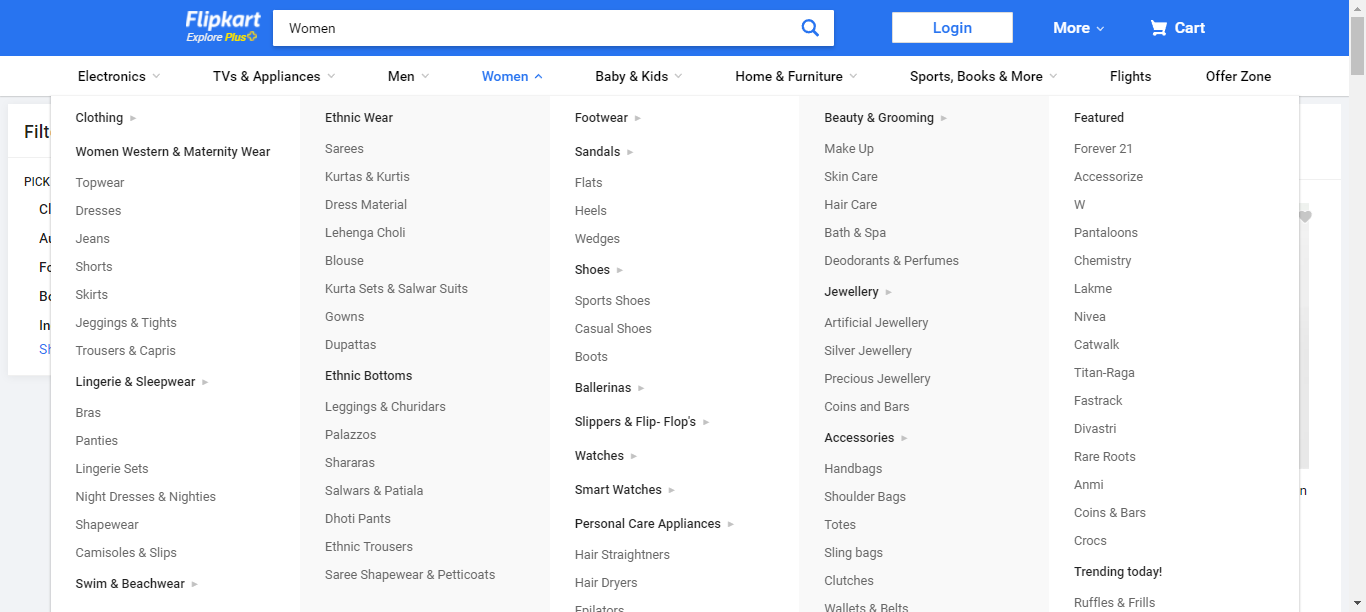 Flipkart
Explore Plus
Women
Login
More
Cart
Electronics
TVs & Appliances
Men
Women
Baby & Kids
Home & Furniture
Sports, Books & More
Flights
Offer Zone
Clothing
Women Western & Maternity Wear
Topwear
Dresses
Jeans
Shorts
Skirts
Jeggings & Tights
Trousers & Capris
Lingerie & Sleepwear
Bras
Panties
Lingerie Sets
Night Dresses & Nighties
Shapewear
Camisoles & Slips
Swim & Beachwear
Ethnic Wear
Sarees
Kurtas & Kurtis
Dress Material
Lehenga Choli
Blouse
Kurta Sets & Salwar Suits
Gowns
Dupattas
Ethnic Bottoms
Leggings & Churidars
Palazzos
Shararas
Salwars & Patiala
Dhoti Pants
Ethnic Trousers
Saree Shapewear & Petticoats
Footwear
Sandals
Flats
Heels
Wedges
Shoes
Sports Shoes
Casual Shoes
Boots
Ballerinas
Slippers & Flip- Flop's
Watches
Smart Watches
Personal Care Appliances
Hair Straightners
Hair Dryers
Epilators
Beauty & Grooming
Make Up
Skin Care
Hair Care
Bath & Spa
Deodorants & Perfumes
Jewellery
Artificial Jewellery
Silver Jewellery
Precious Jewellery
Coins and Bars
Accessories
Handbags
Shoulder Bags
Totes
Sling bags
Clutches
Wallets & Belts
Featured
Forever 21
Accessorize
W
Pantaloons
Chemistry
Lakme
Nivea
Catwalk
Titan-Raga
Fastrack
Divastri
Rare Roots
Anmi
Coins & Bars
Crocs
Trending today!
Ruffles & Frills
PICK